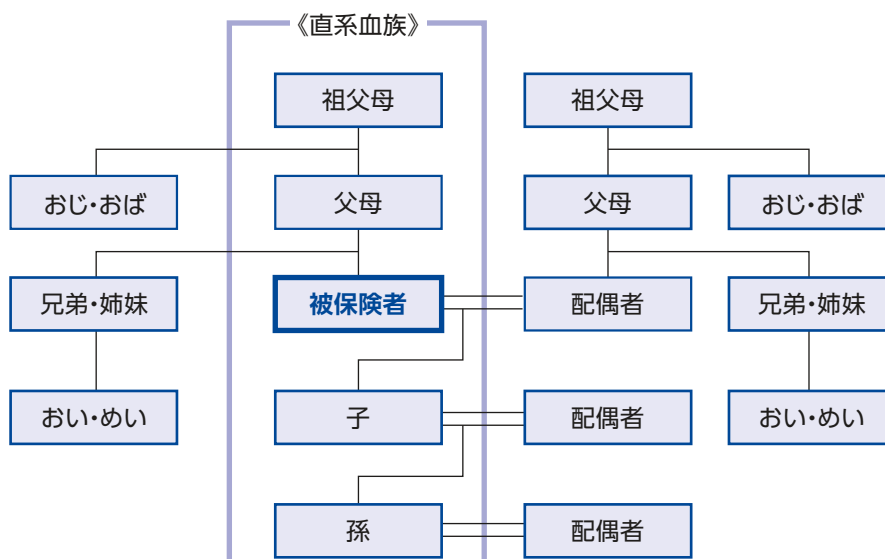 《直系血族》
祖父母
祖父母
おじ・おば
父母
父母
おじ・おば
兄弟・姉妹
被保険者
配偶者
兄弟・姉妹
おい・めい
子
配偶者
おい・めい
孫
配偶者